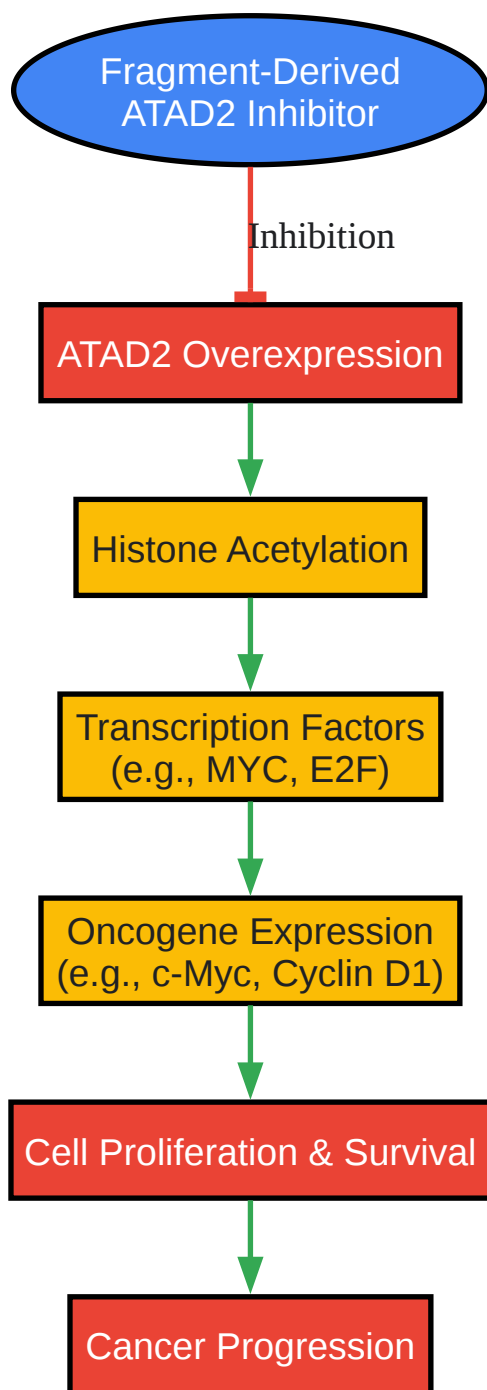 Fragment-Derived
ATAD2 Inhibitor
Inhibition
ATAD2 Overexpression
Histone Acetylation
Transcription Factors
(e.g., MYC, E2F)
Oncogene Expression
(e.g., c-Myc, Cyclin D1)
Cell Proliferation & Survival
Cancer Progression